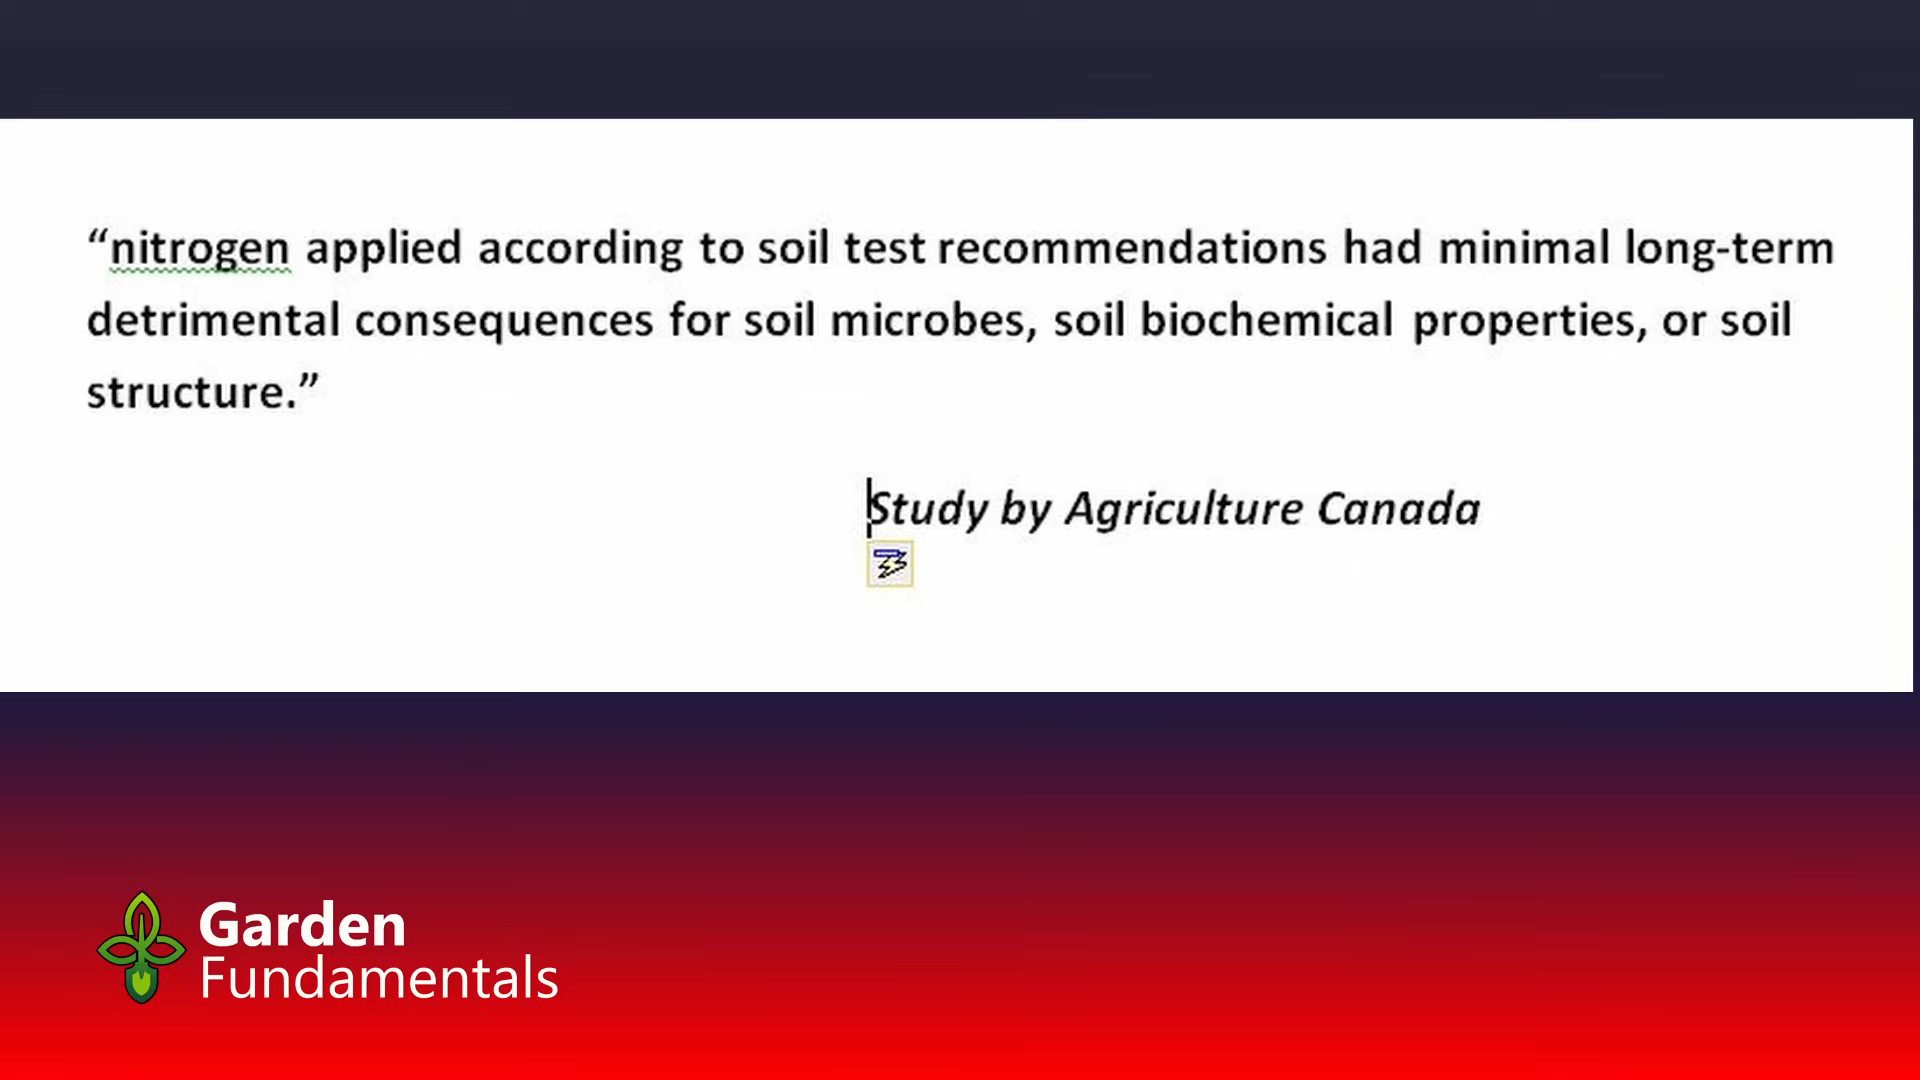 “nitrogen applied according to soil test recommendations had minimal long-term
detrimental consequences for soil microbes, soil biochemical properties, or soil
structure.”
Study by Agriculture Canada
Garden
Fundamentals